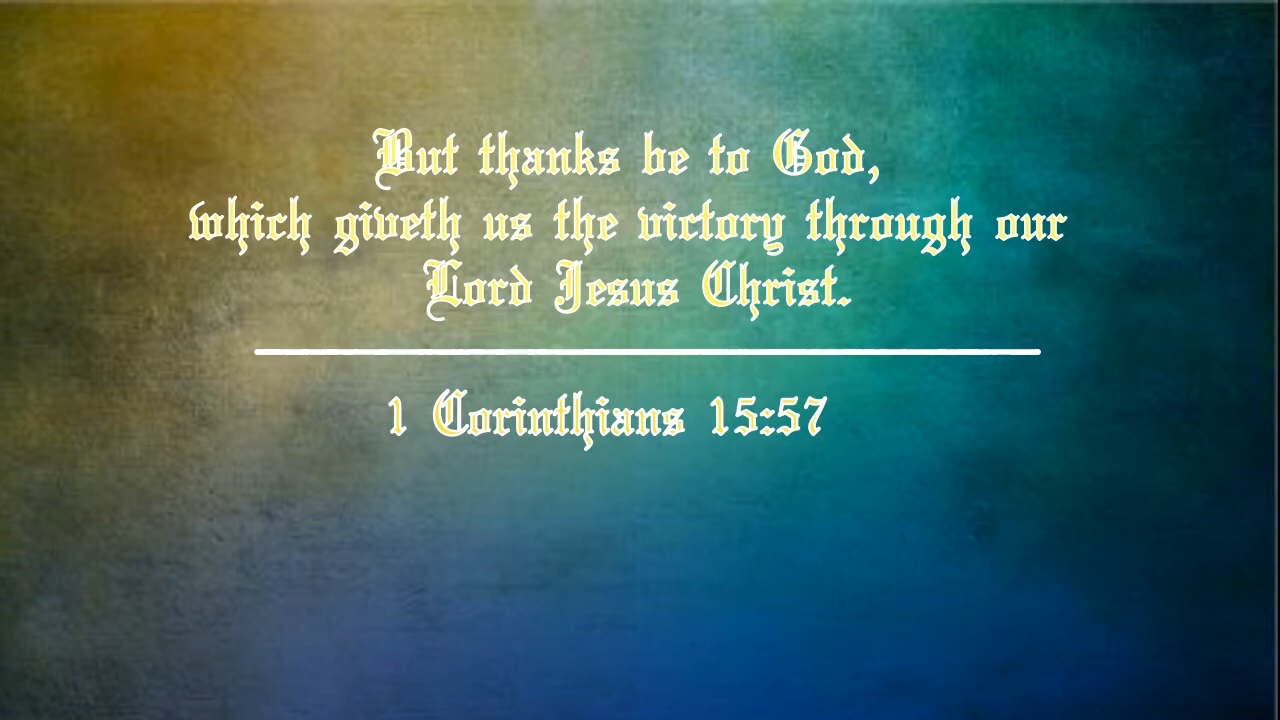 But thanks be to God,
which giveth us the victory through our
Lord Jesus Christ.
1 Corinthians 15:57